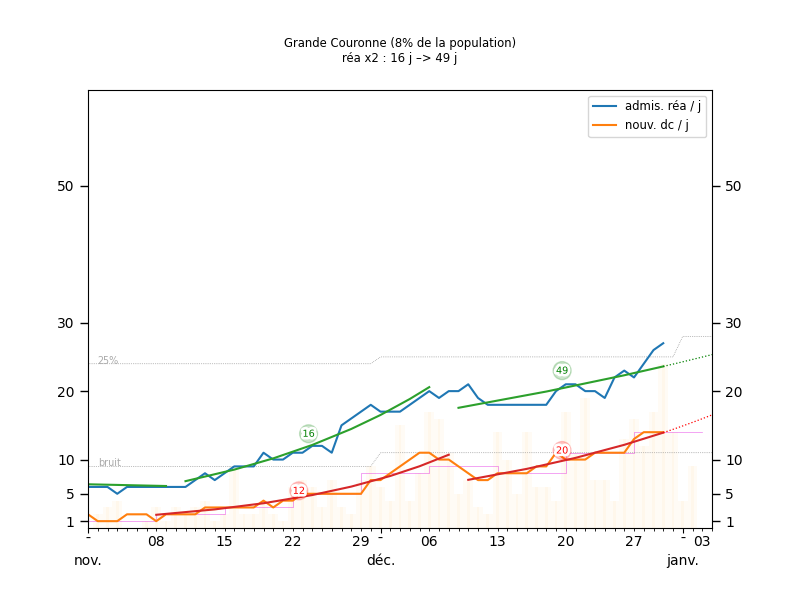 Grande Couronne (8% de la population)
réa x2 : 16 j –> 49 j
admis. réa / j
nouv. dc / j
50 50
30 30
25%
49
20 20
16
20
bruit
10 10
12
5 5
1 1
- 08 15 22 29 - 06 13 20 27 - 03
nov. déc. janv.